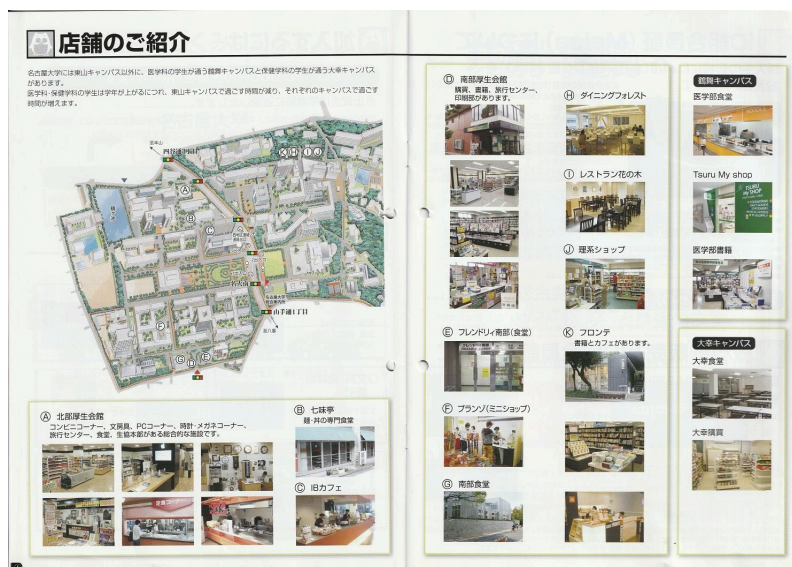 店舗のご紹介
名古屋大学には東山キャンパス以外に、医学科の学生が通う鶴舞キャンパスと保健学科の学生が通う大幸キャンパス
があります。
医学科・保健学科の学生は学年が上がるにつれ、東山キャンパスで過ごす時間が減り、それぞれのキャンパスで過ごす
時間が増えます。
四谷通3丁目
Ⓚ Ⓗ Ⓘ Ⓙ
Ⓐ
Ⓑ
Ⓒ
名大前
山手通1丁目
Ⓕ
Ⓖ Ⓓ Ⓔ
Ⓐ 北部厚生会館
コンビニコーナー、文房具、PCコーナー、時計・メガネコーナー、
旅行センター、食堂、生協本部がある総合的な施設です。
Ⓑ 七味亭
麺・丼の専門食堂
Ⓒ IBカフェ
Ⓓ 南部厚生会館
購買、書籍、旅行センター、
印刷部があります。
Ⓔ フレンドリィ南部(食堂)
Ⓕ プランゾ(ミニショップ)
Ⓖ 南部食堂
Ⓗ ダイニングフォレスト
Ⓘ レストラン花の木
Ⓙ 理系ショップ
Ⓚ フロンテ
書籍とカフェがあります。
鶴舞キャンパス
医学部食堂
Tsuru My shop
TSURU
My SHOP
医学部書籍
大幸キャンパス
大幸食堂
大幸購買